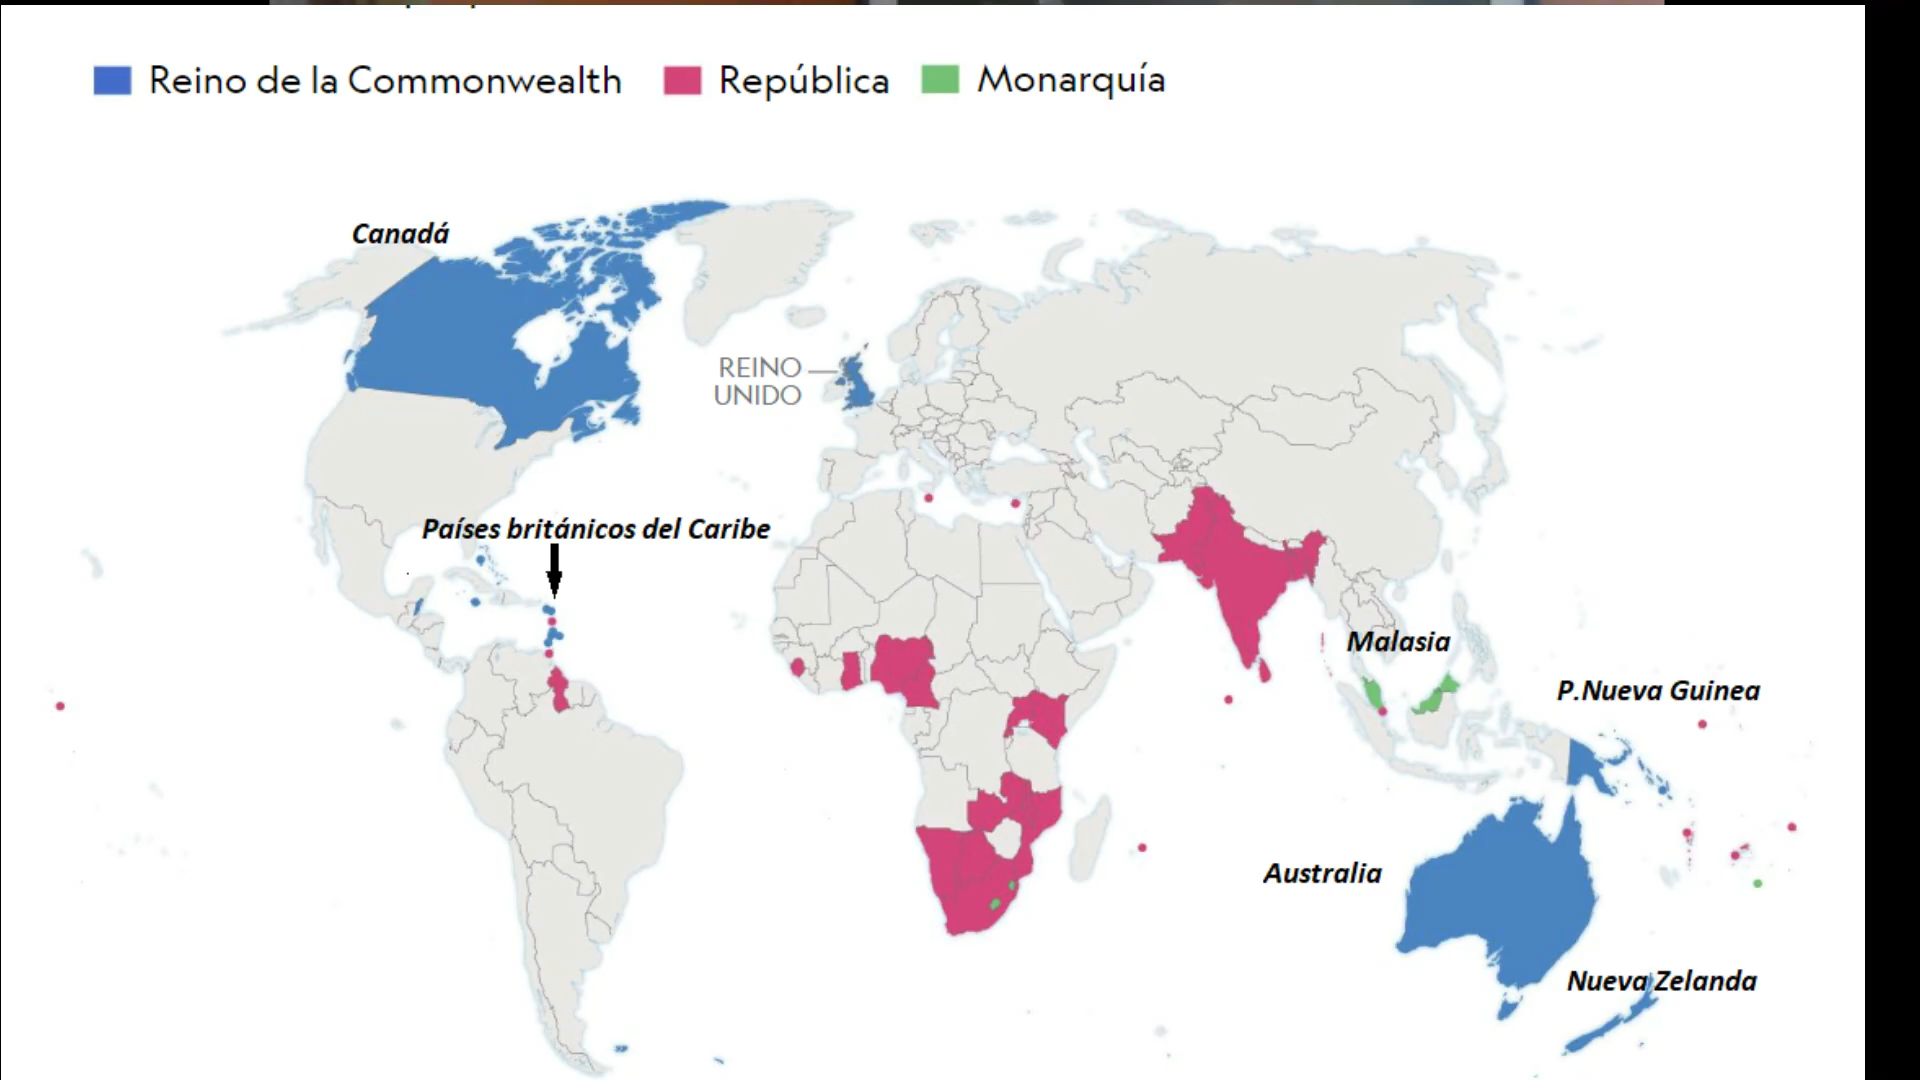 Reino de la Commonwealth República Monarquía
Canadá
REINO
UNIDO
Países británicos del Caribe
Malasia
P.Nueva Guinea
Australia
Nueva Zelanda